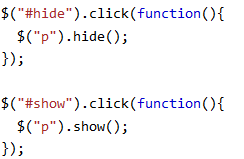 $("#hide").click(function(){
  $("p").hide();
});

$("#show").click(function(){
  $("p").show();
});